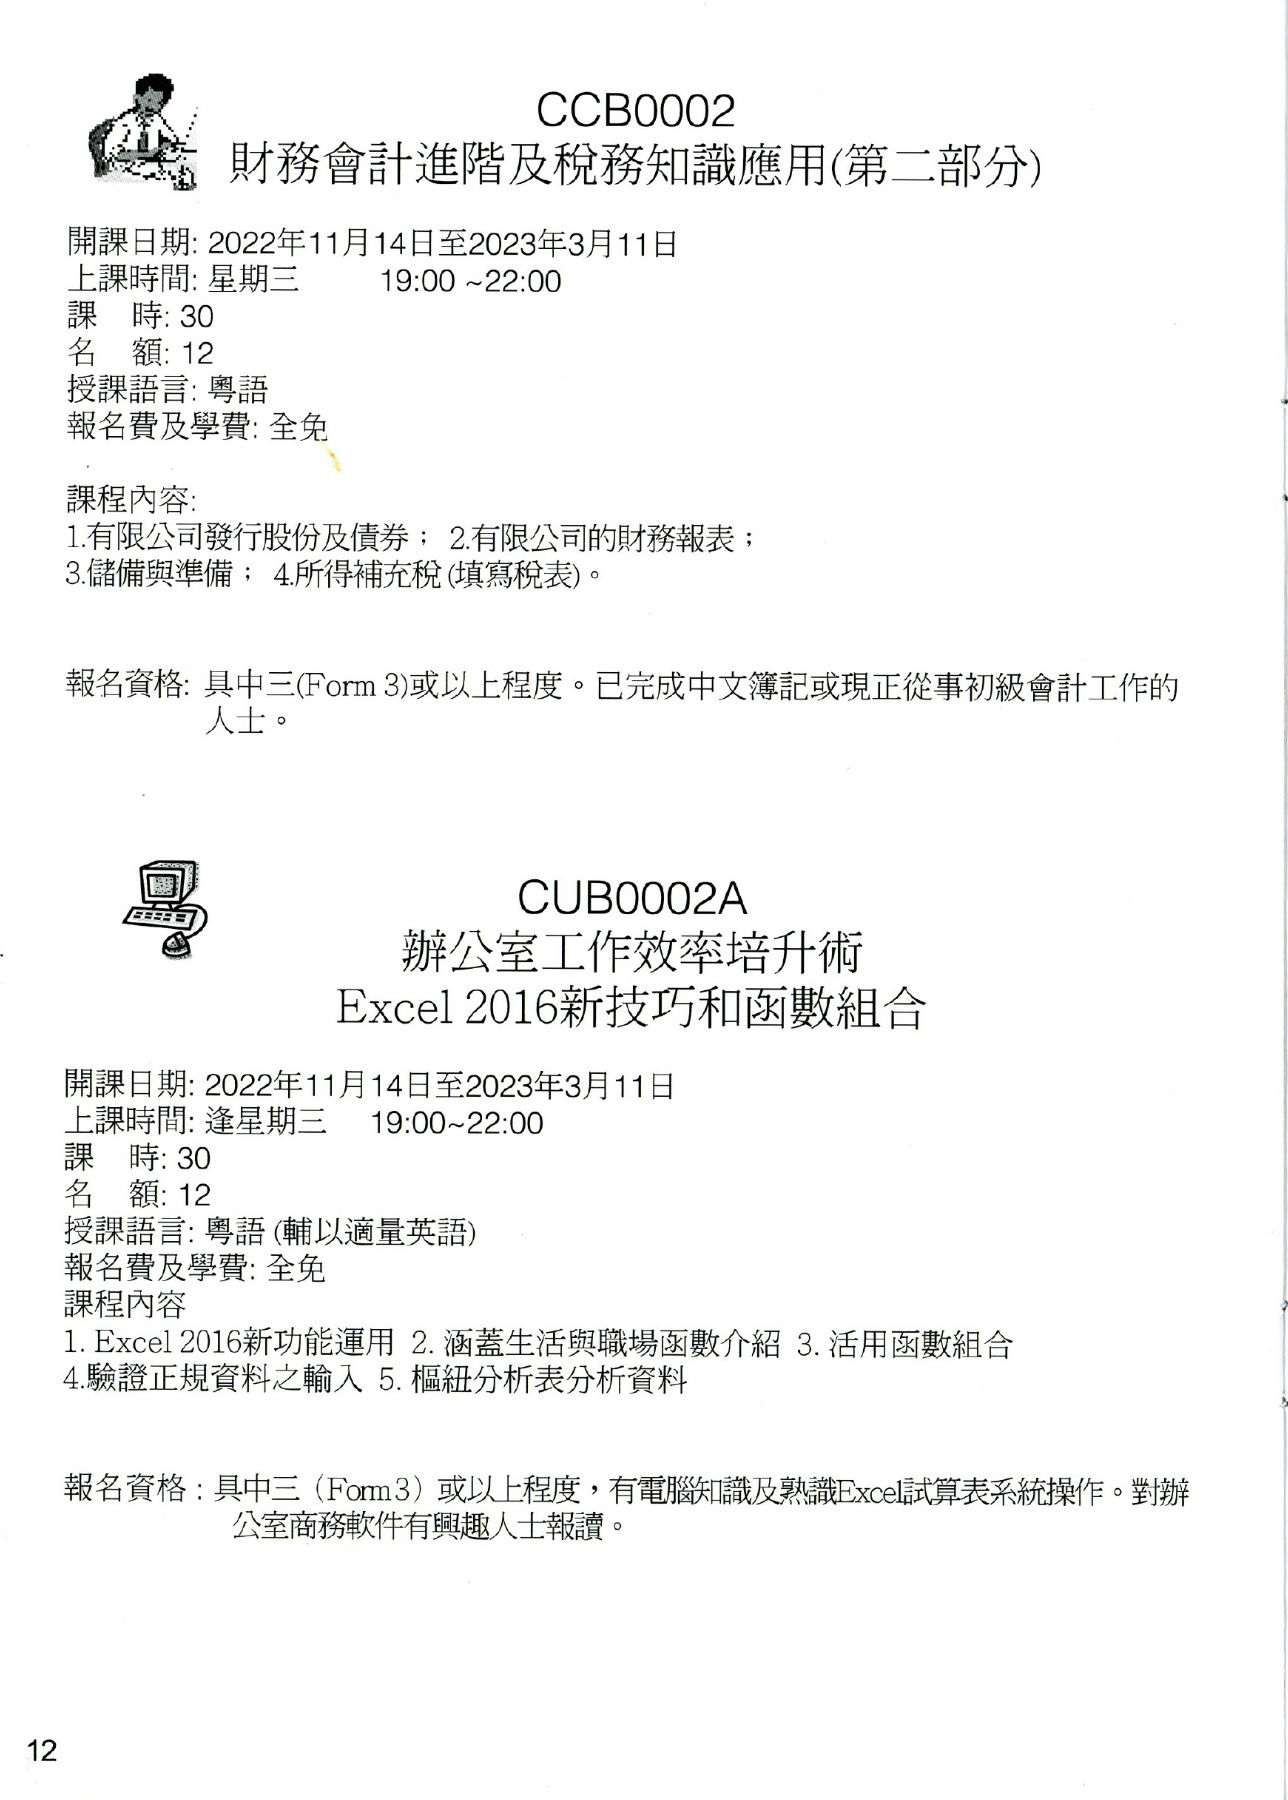 CCB0002
財務會計進階及稅務知識應用(第二部分)
開課日期: 2022年11月14日至2023年3月11日
上課時間: 星期三 19:00 ~22:00
課 時: 30
名 額: 12
授課語言: 粵語
報名費及學費: 全免
課程內容:
1.有限公司發行股份及債券； 2.有限公司的財務報表；
3.儲備與準備； 4.所得補充稅(填寫稅表)。
報名資格: 具中三(Form 3)或以上程度。已完成中文簿記或現正從事初級會計工作的
人士。
CUB0002A
辦公室工作效率培升術
Excel 2016新技巧和函數組合
開課日期: 2022年11月14日至2023年3月11日
上課時間: 逢星期三 19:00~22:00
課 時: 30
名 額: 12
授課語言: 粵語 (輔以適量英語)
報名費及學費: 全免
課程內容
1. Excel 2016新功能運用 2. 涵蓋生活與職場函數介紹 3. 活用函數組合
4.驗證正規資料之輸入 5. 樞紐分析表分析資料
報名資格 : 具中三（Form 3）或以上程度，有電腦知識及熟識Excel試算表系統操作。對辦
公室商務軟件有興趣人士報讀。
12